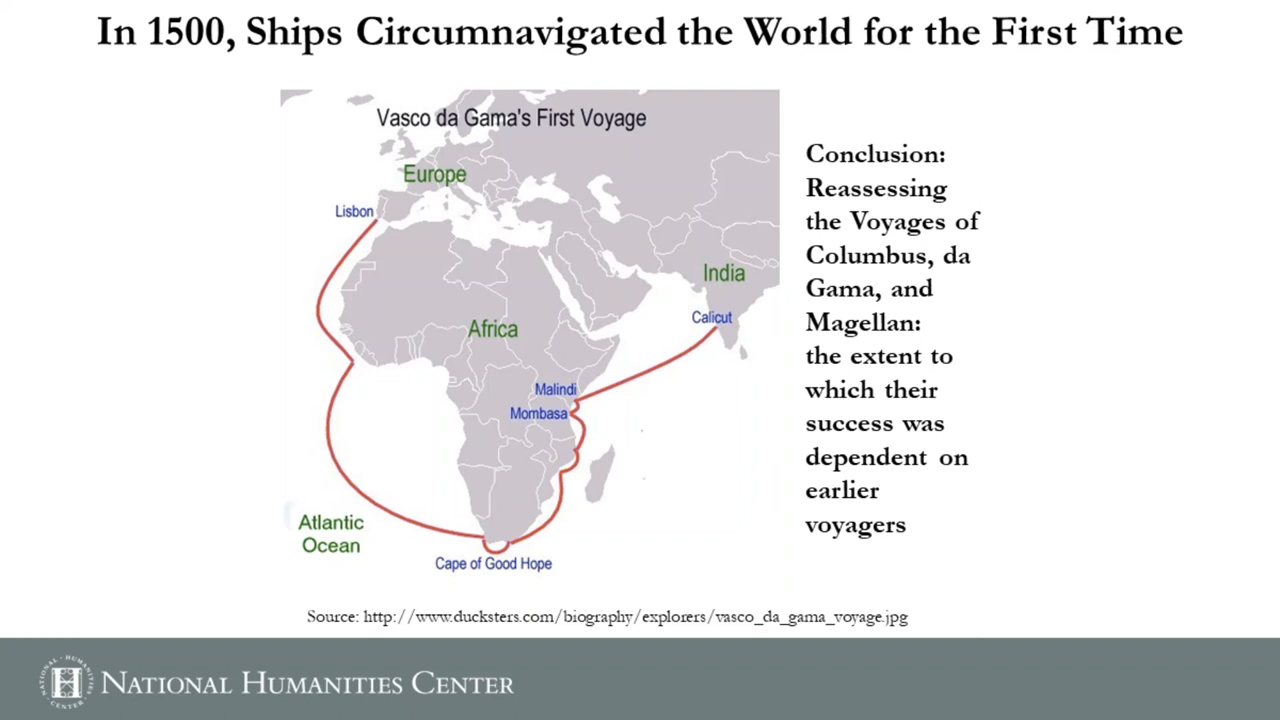 In 1500, Ships Circumnavigated the World for the First Time
Vasco da Gama's First Voyage
Europe
Lisbon
India
Calicut
Africa
Malindi
Mombasa
Atlantic
Ocean
Cape of Good Hope
Conclusion:
Reassessing
the Voyages of
Columbus, da
Gama, and
Magellan:
the extent to
which their
success was
dependent on
earlier
voyagers
Source: http://www.ducksters.com/biography/explorers/vasco_da_gama_voyage.jpg
NATIONAL · HUMANITIES · CENTER ·
H
NATIONAL HUMANITIES CENTER